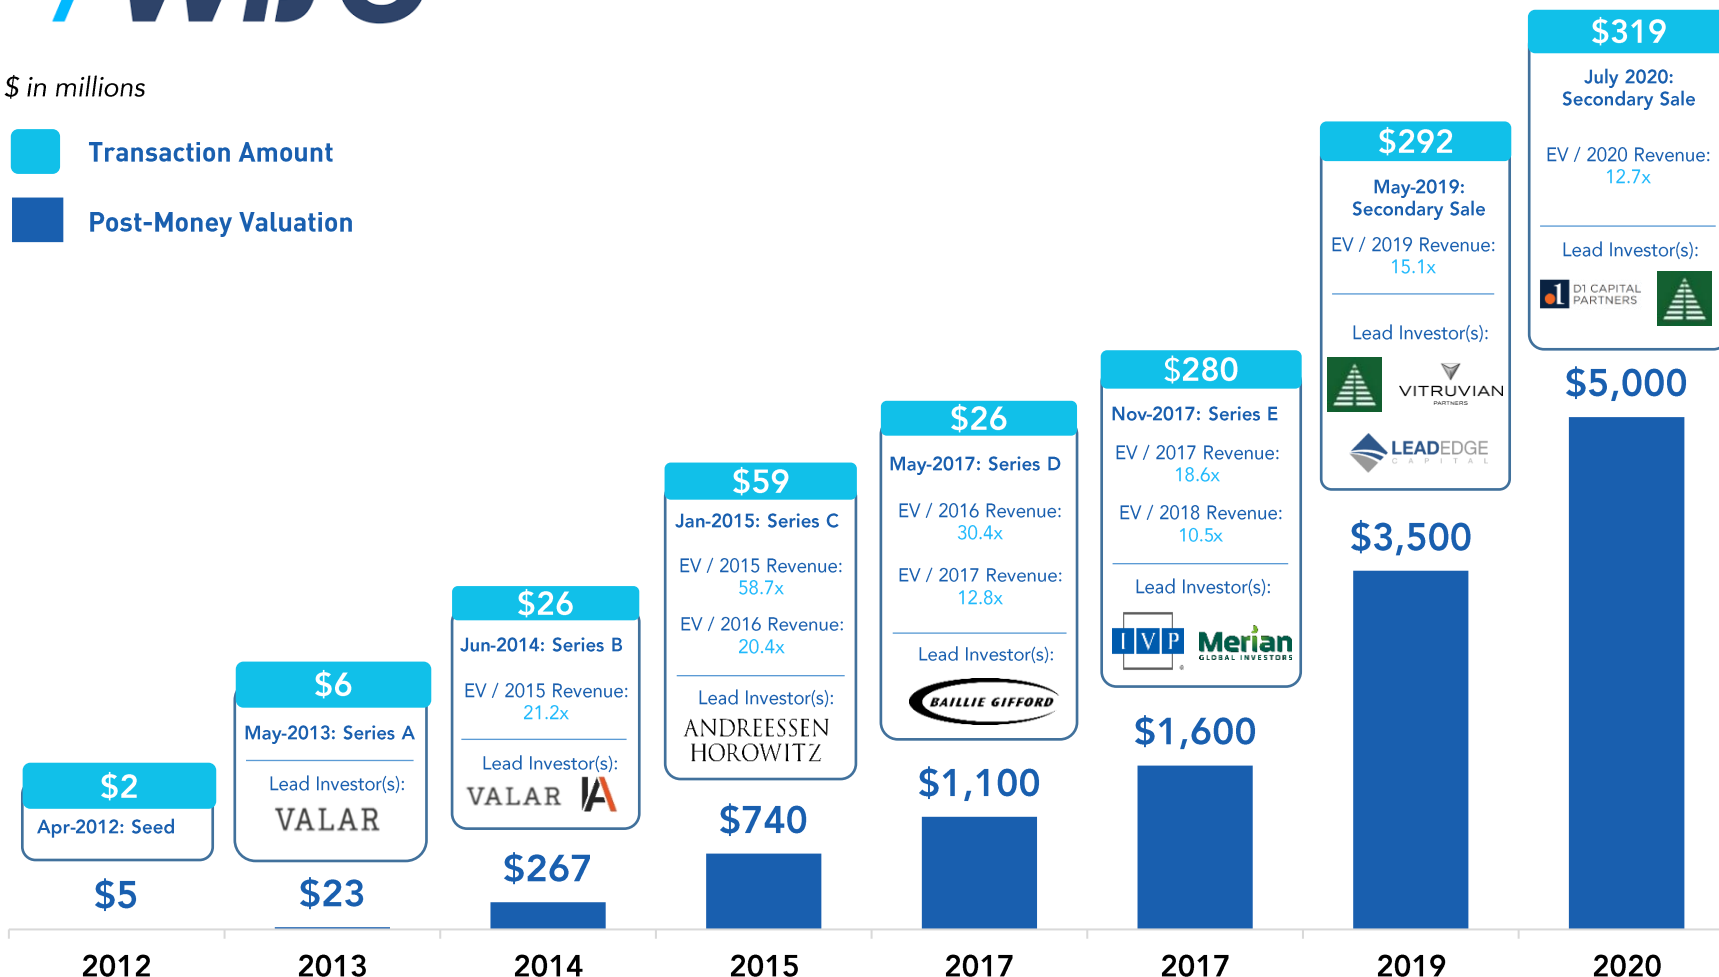 $ in millions
Transaction Amount
Post-Money Valuation
$2
Apr-2012: Seed
$5
2012
$6
May-2013: Series A
Lead Investor(s):
VALAR
$23
2013
$26
Jun-2014: Series B
EV / 2015 Revenue:
21.2x
Lead Investor(s):
VALAR
$267
2014
$59
Jan-2015: Series C
EV / 2015 Revenue:
58.7x
EV / 2016 Revenue:
20.4x
Lead Investor(s):
ANDREESSEN
HOROWITZ
$740
2015
$26
May-2017: Series D
EV / 2016 Revenue:
30.4x
EV / 2017 Revenue:
12.8x
Lead Investor(s):
BAILLIE GIFFORD
$1,100
2017
$280
Nov-2017: Series E
EV / 2017 Revenue:
18.6x
EV / 2018 Revenue:
10.5x
Lead Investor(s):
IVP
®
Merian
GLOBAL INVESTORS
$1,600
2017
$292
May-2019:
Secondary Sale
EV / 2019 Revenue:
15.1x
Lead Investor(s):
VITRUVIAN
PARTNERS
LEADEDGE
CAPITAL
$3,500
2019
$319
July 2020:
Secondary Sale
EV / 2020 Revenue:
12.7x
Lead Investor(s):
D1 CAPITAL
PARTNERS
$5,000
2020